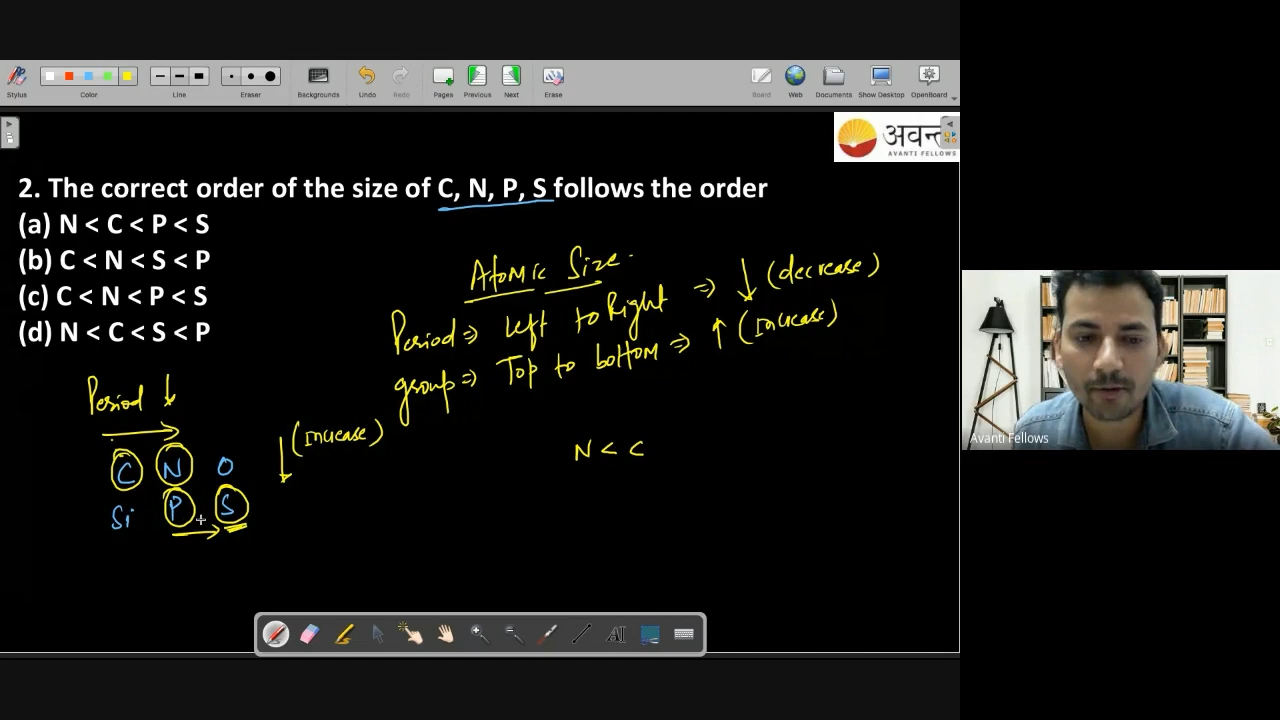 Stylus Color Line Eraser Backgrounds Undo Redo Pages Previous Next Erase Board Web Documents Show Desktop OpenBoard
अवन्त
AVANTI FELLOWS
2. The correct order of the size of C, N, P, S follows the order
(a) N < C < P < S
(b) C < N < S < P
(c) C < N < P < S
(d) N < C < S < P
Atomic Size.
Period ⇒ Left to Right ⇒ ↓ (decrease)
group ⇒ Top to bottom ⇒ ↑ (Increase)
Period ↓
↓ (Increase)
C N O
Si P S
N < C
AI
Avanti Fellows